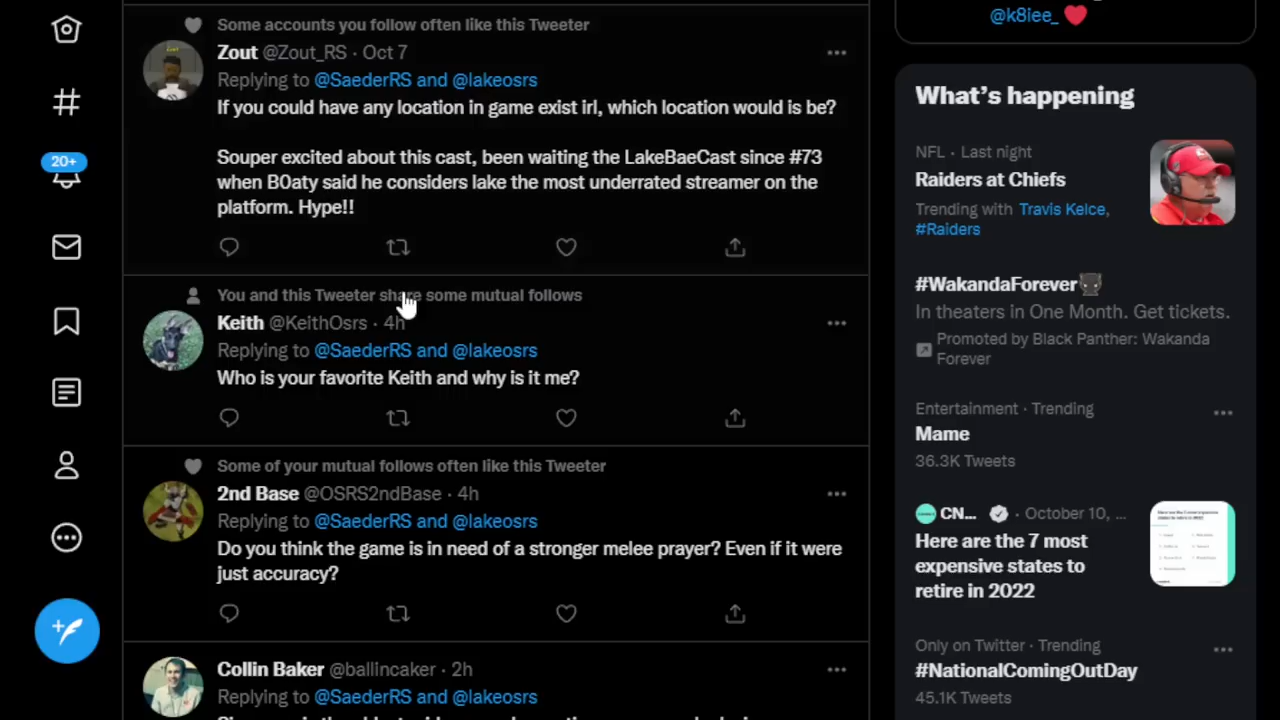 Some accounts you follow often like this Tweeter
Zout @Zout_RS · Oct 7
Replying to @SaederRS and @lakeosrs
If you could have any location in game exist irl, which location would is be?
Souper excited about this cast, been waiting the LakeBaeCast since #73
when B0aty said he considers lake the most underrated streamer on the
platform. Hype!!
You and this Tweeter share some mutual follows
Keith @KeithOsrs · 4h
Replying to @SaederRS and @lakeosrs
Who is your favorite Keith and why is it me?
Some of your mutual follows often like this Tweeter
2nd Base @OSRS2ndBase · 4h
Replying to @SaederRS and @lakeosrs
Do you think the game is in need of a stronger melee prayer? Even if it were
just accuracy?
Collin Baker @ballincaker · 2h
Replying to @SaederRS and @lakeosrs
20+
@k8iee_
What's happening
NFL · Last night
Raiders at Chiefs
Trending with Travis Kelce,
#Raiders
#WakandaForever
In theaters in One Month. Get tickets.
Promoted by Black Panther: Wakanda
Forever
Entertainment · Trending
Mame
36.3K Tweets
CN... · October 10, ...
Here are the 7 most
expensive states to
retire in 2022
Only on Twitter · Trending
#NationalComingOutDay
45.1K Tweets